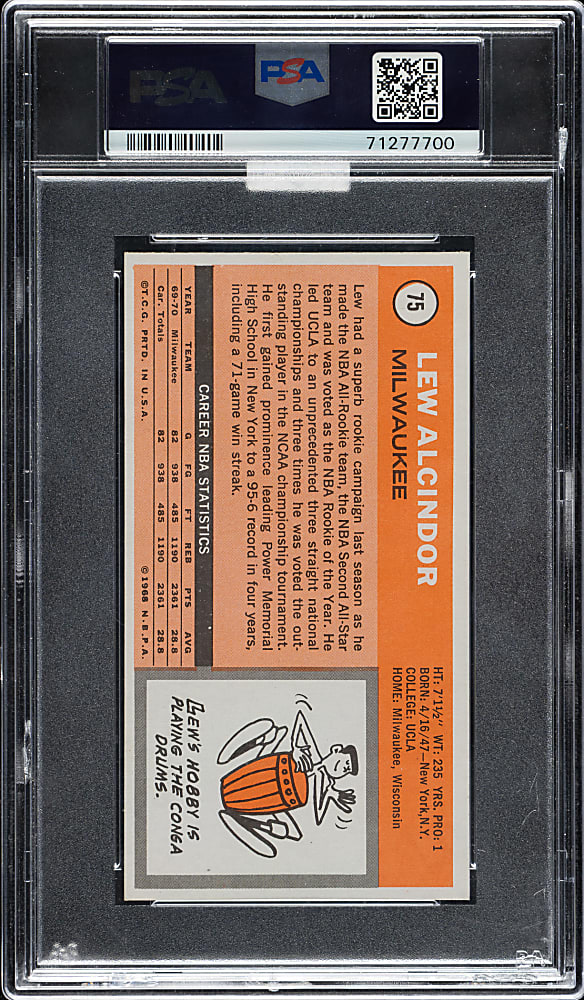 PSA
PSA
71277700
75
LEW ALCINDOR
MILWAUKEE
HT: 7'1½" WT: 235 YRS. PRO: 1
BORN: 4/16/47—New York, N.Y.
COLLEGE: UCLA
HOME: Milwaukee, Wisconsin
Lew had a superb rookie campaign last season as he
made the NBA All-Rookie team, the NBA Second All-Star
team and was voted as the NBA Rookie of the Year. He
led UCLA to an unprecedented three straight national
championships and three times he was voted the out-
standing player in the NCAA championship tournament.
He first gained prominence leading Power Memorial
High School in New York to a 95-6 record in four years,
including a 71-game win streak.
CAREER NBA STATISTICS
YEAR TEAM G FG FT REB PTS AVG
69-70 Milwaukee 82 938 485 1190 2361 28.8
Car. Totals 82 938 485 1190 2361 28.8
©T.C.G. PRTD. IN U.S.A. ©1968 N.B.P.A.
LEW'S HOBBY IS
PLAYING THE CONGA
DRUMS.
PSA